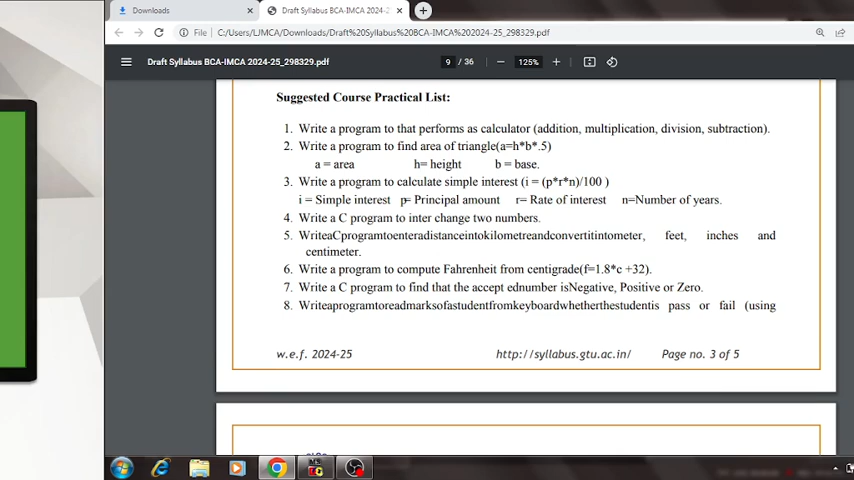 Downloads
Draft Syllabus BCA-IMCA 2024-2
File C:/Users/LJMCA/Downloads/Draft%20Syllabus%20BCA-IMCA%202024-25_298329.pdf
Draft Syllabus BCA-IMCA 2024-25_298329.pdf 9 / 36 125%
Suggested Course Practical List:
1. Write a program to that performs as calculator (addition, multiplication, division, subtraction).
2. Write a program to find area of triangle(a=h*b*.5)
a = area h= height b = base.
3. Write a program to calculate simple interest (i = (p*r*n)/100 )
i = Simple interest p= Principal amount r= Rate of interest n=Number of years.
4. Write a C program to inter change two numbers.
5. WriteaCprogramtoenteradistanceintokilometreandconvertitintometer, feet, inches and
centimeter.
6. Write a program to compute Fahrenheit from centigrade(f=1.8*c +32).
7. Write a C program to find that the accept ednumber isNegative, Positive or Zero.
8. Writeaprogramtoreadmarksofastudentfromkeyboardwhetherthestudentis pass or fail (using
w.e.f. 2024-25 http://syllabus.gtu.ac.in/ Page no. 3 of 5